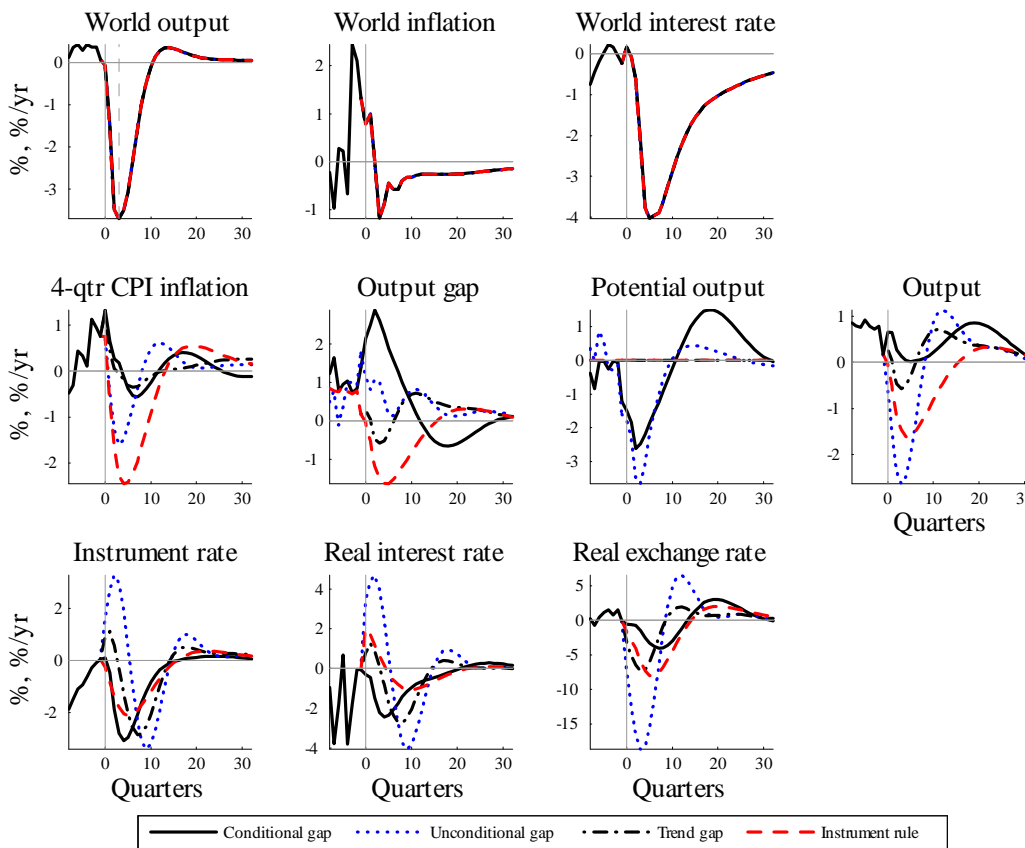 World output
World inflation
World interest rate
%, %/yr
0
-1
-2
-3
0 10 20 30
2
1
0
-1
0 10 20 30
0
-1
-2
-3
-4
0 10 20 30
4-qtr CPI inflation
Output gap
Potential output
Output
%, %/yr
1
0
-1
-2
0 10 20 30
2
1
0
-1
0 10 20 30
1
0
-1
-2
-3
0 10 20 30
1
0
-1
-2
0 10 20 30
Quarters
Instrument rate
Real interest rate
Real exchange rate
%, %/yr
2
0
-2
0 10 20 30
Quarters
4
2
0
-2
-4
0 10 20 30
Quarters
5
0
-5
-10
-15
0 10 20 30
Conditional gap Unconditional gap Trend gap Instrument rule